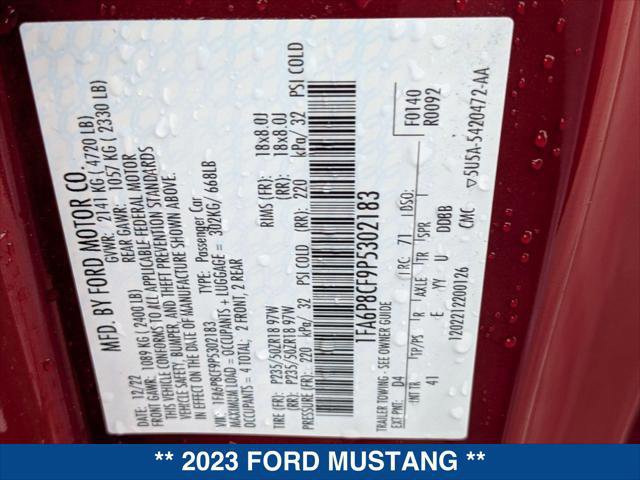 MFD. BY FORD MOTOR CO.
DATE: 12/22
GVWR: 2141 KG ( 4720 LB)
FRONT GAWR: 1089 KG (2400 LB)
REAR GAWR: 1057 KG ( 2330 LB)
THIS VEHICLE CONFORMS TO ALL APPLICABLE FEDERAL MOTOR
VEHICLE SAFETY, BUMPER, AND THEFT PREVENTION STANDARDS
IN EFFECT ON THE DATE OF MANUFACTURE SHOWN ABOVE.
VIN: 1FA6P8CF9P5302183
TYPE: Passenger Car
MAXIMUM LOAD = OCCUPANTS + LUGGAGE = 302KG/ 668LB
OCCUPANTS = 4 TOTAL; 2 FRONT, 2 REAR
TIRE (FR): P235/50ZR18 97W RIMS (FR): 18x8.0J
(RR): P235/50ZR18 97W (RR): 18x8.0J
PRESSURE (FR): 220 kPa/ 32 PSI COLD (RR): 220 kPa/ 32 PSI COLD
1FA6P8CF9P5302183
TRAILER TOWING - SEE OWNER GUIDE
F0140
R0092
EXT PNT: D4 RC: 71 DSO:
INT TR TP/PS R AXLE TR SPR
41 E YY U DDBB
12022122200126 CMC ▽5U5A-5420472-AA
** 2023 FORD MUSTANG **